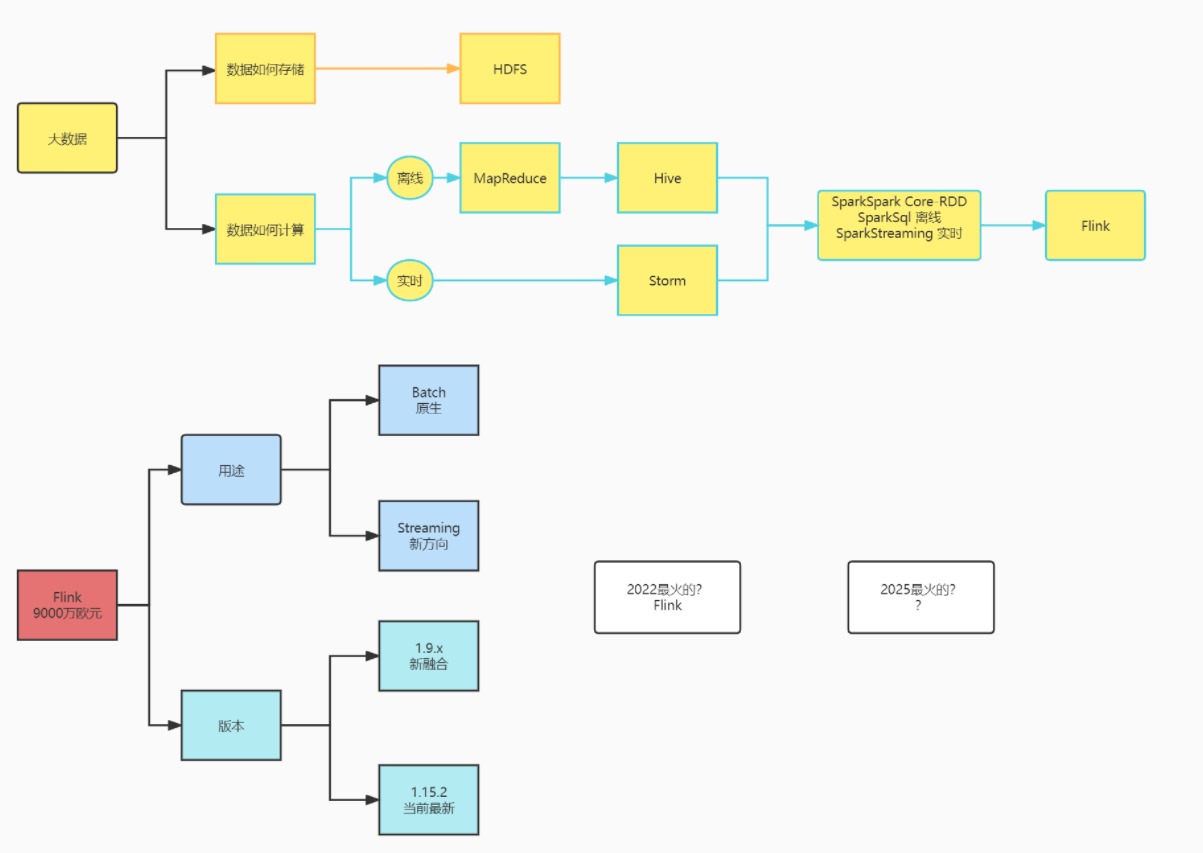 大数据
数据如何存储
HDFS
数据如何计算
离线
MapReduce
Hive
实时
Storm
SparkSpark Core-RDD
SparkSql 离线
SparkStreaming 实时
Flink
Flink
9000万欧元
用途
Batch
原生
Streaming
新方向
版本
1.9.x
新融合
1.15.2
当前最新
2022最火的?
Flink
2025最火的?
?